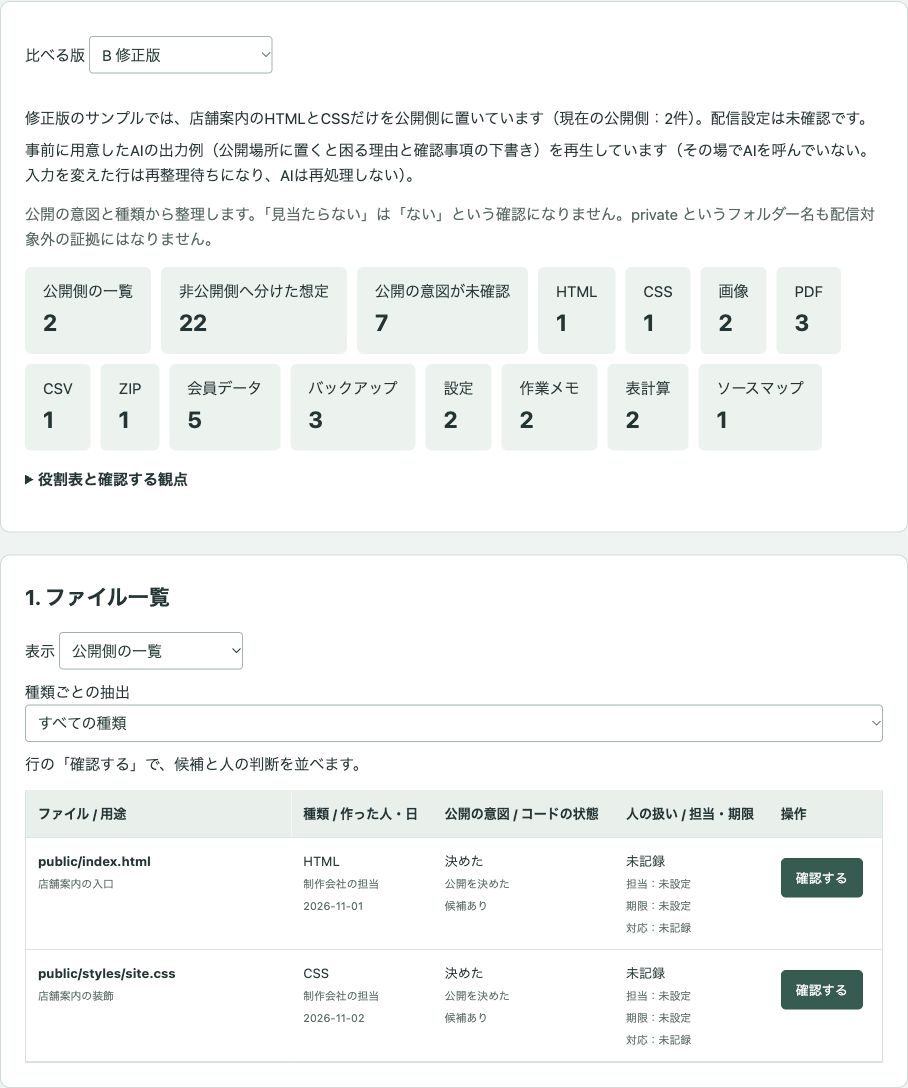 比べる版 B 修正版
修正版のサンプルでは、店舗案内のHTMLとCSSだけを公開側に置いています（現在の公開側：2件）。配信設定は未確認です。
事前に用意したAIの出力例（公開場所に置くと困る理由と確認事項の下書き）を再生しています（その場でAIを呼んでいない。
入力を変えた行は再整理待ちになり、AIは再処理しない）。
公開の意図と種類から整理します。「見当たらない」は「ない」という確認になりません。private というフォルダー名も配信対
象外の証拠にはなりません。
公開側の一覧 非公開側へ分けた想定 公開の意図が未確認 HTML CSS 画像 PDF
2 22 7 1 1 2 3
CSV ZIP 会員データ バックアップ 設定 作業メモ 表計算 ソースマップ
1 1 5 3 2 2 2 1
▶ 役割表と確認する観点
1. ファイル一覧
表示 公開側の一覧
種類ごとの抽出
すべての種類
行の「確認する」で、候補と人の判断を並べます。
ファイル / 用途 種類 / 作った人・日 公開の意図 / コードの状態 人の扱い / 担当・期限 操作
public/index.html HTML 決めた 未記録
店舗案内の入口 制作会社の担当 公開を決めた 担当：未設定 確認する
2026-11-01 候補あり 期限：未設定
対応：未記録
public/styles/site.css CSS 決めた 未記録
店舗案内の装飾 制作会社の担当 公開を決めた 担当：未設定 確認する
2026-11-02 候補あり 期限：未設定
対応：未記録